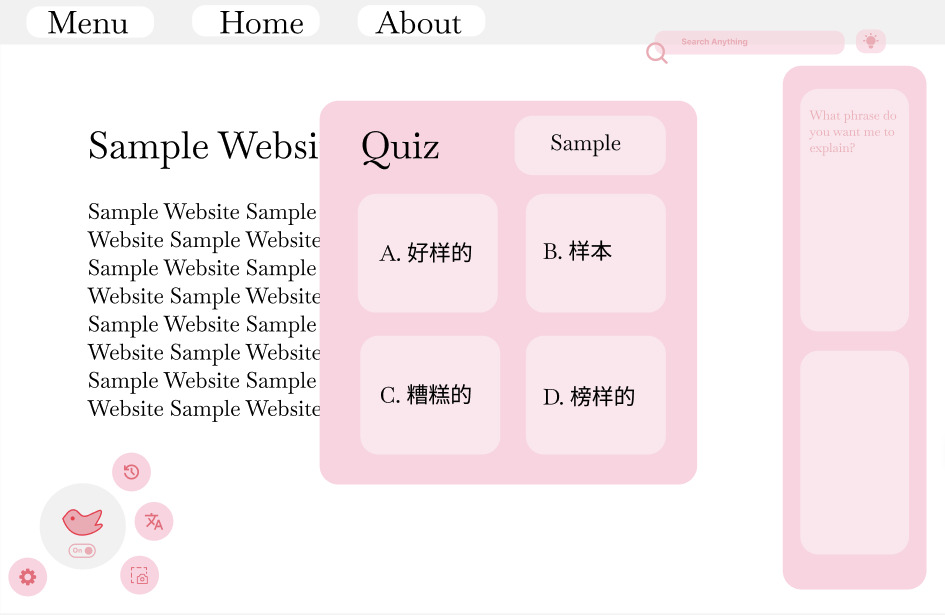 Menu
Home
About
Search Anything
Sample Websi
Sample Website Sample
Website Sample Website
Sample Website Sample
Website Sample Website
Sample Website Sample
Website Sample Website
Sample Website Sample
Website Sample Website
Quiz
Sample
A. 好样的
B. 样本
C. 糟糕的
D. 榜样的
What phrase do
you want me to
explain?
On